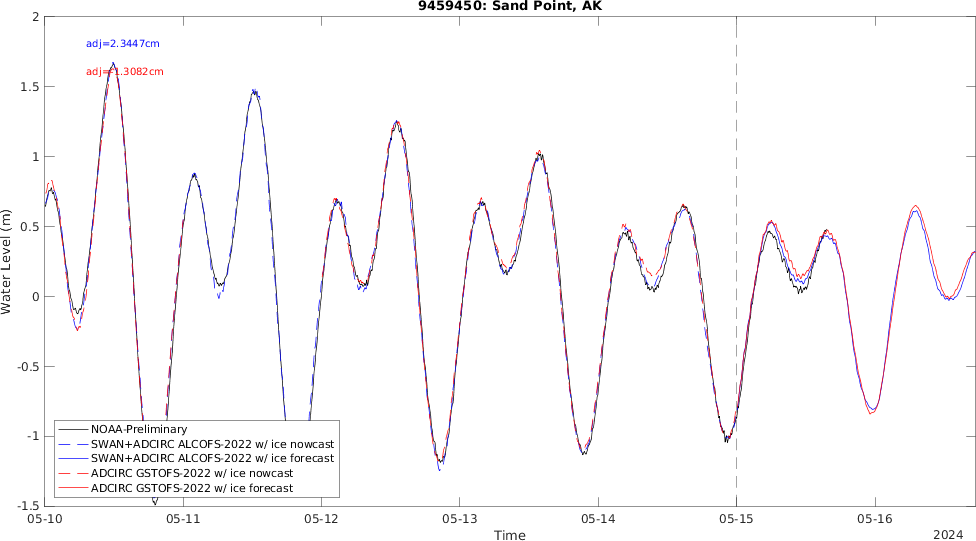 9459450: Sand Point, AK
2
adj=2.3447cm
adj=-1.3082cm
1.5
1
0.5
0
-0.5
-1
-1.5
Water Level (m)
NOAA-Preliminary
SWAN+ADCIRC ALCOFS-2022 w/ ice nowcast
SWAN+ADCIRC ALCOFS-2022 w/ ice forecast
ADCIRC GSTOFS-2022 w/ ice nowcast
ADCIRC GSTOFS-2022 w/ ice forecast
05-10 05-11 05-12 05-13 05-14 05-15 05-16
Time
2024